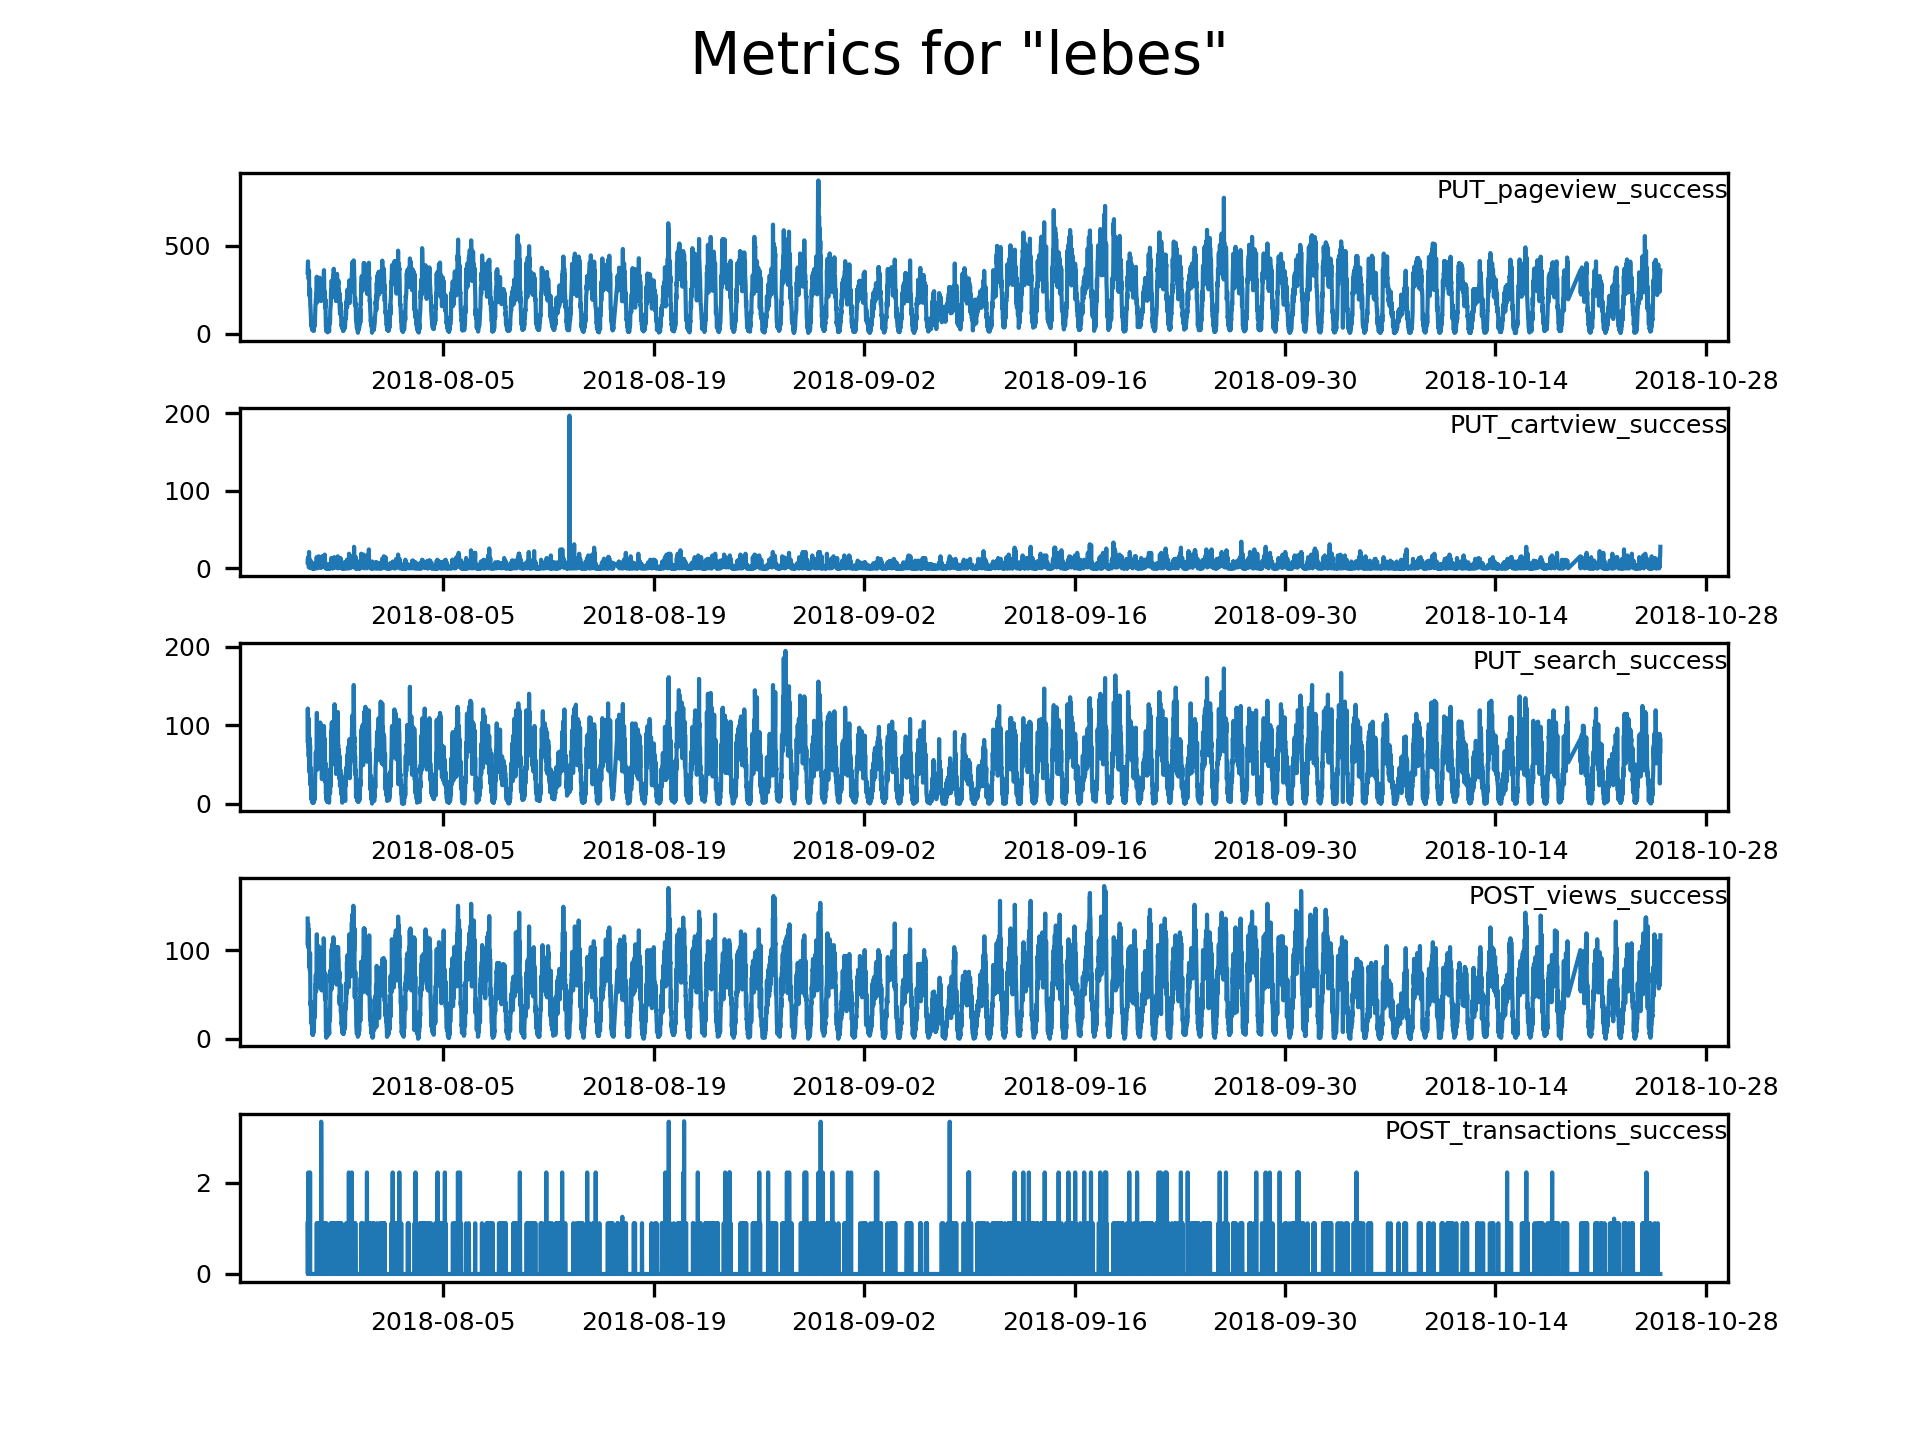 Metrics for "lebes"
PUT_pageview_success
500
0
2018-08-05 2018-08-19 2018-09-02 2018-09-16 2018-09-30 2018-10-14 2018-10-28
PUT_cartview_success
200
100
0
2018-08-05 2018-08-19 2018-09-02 2018-09-16 2018-09-30 2018-10-14 2018-10-28
PUT_search_success
200
100
0
2018-08-05 2018-08-19 2018-09-02 2018-09-16 2018-09-30 2018-10-14 2018-10-28
POST_views_success
100
0
2018-08-05 2018-08-19 2018-09-02 2018-09-16 2018-09-30 2018-10-14 2018-10-28
POST_transactions_success
2
0
2018-08-05 2018-08-19 2018-09-02 2018-09-16 2018-09-30 2018-10-14 2018-10-28